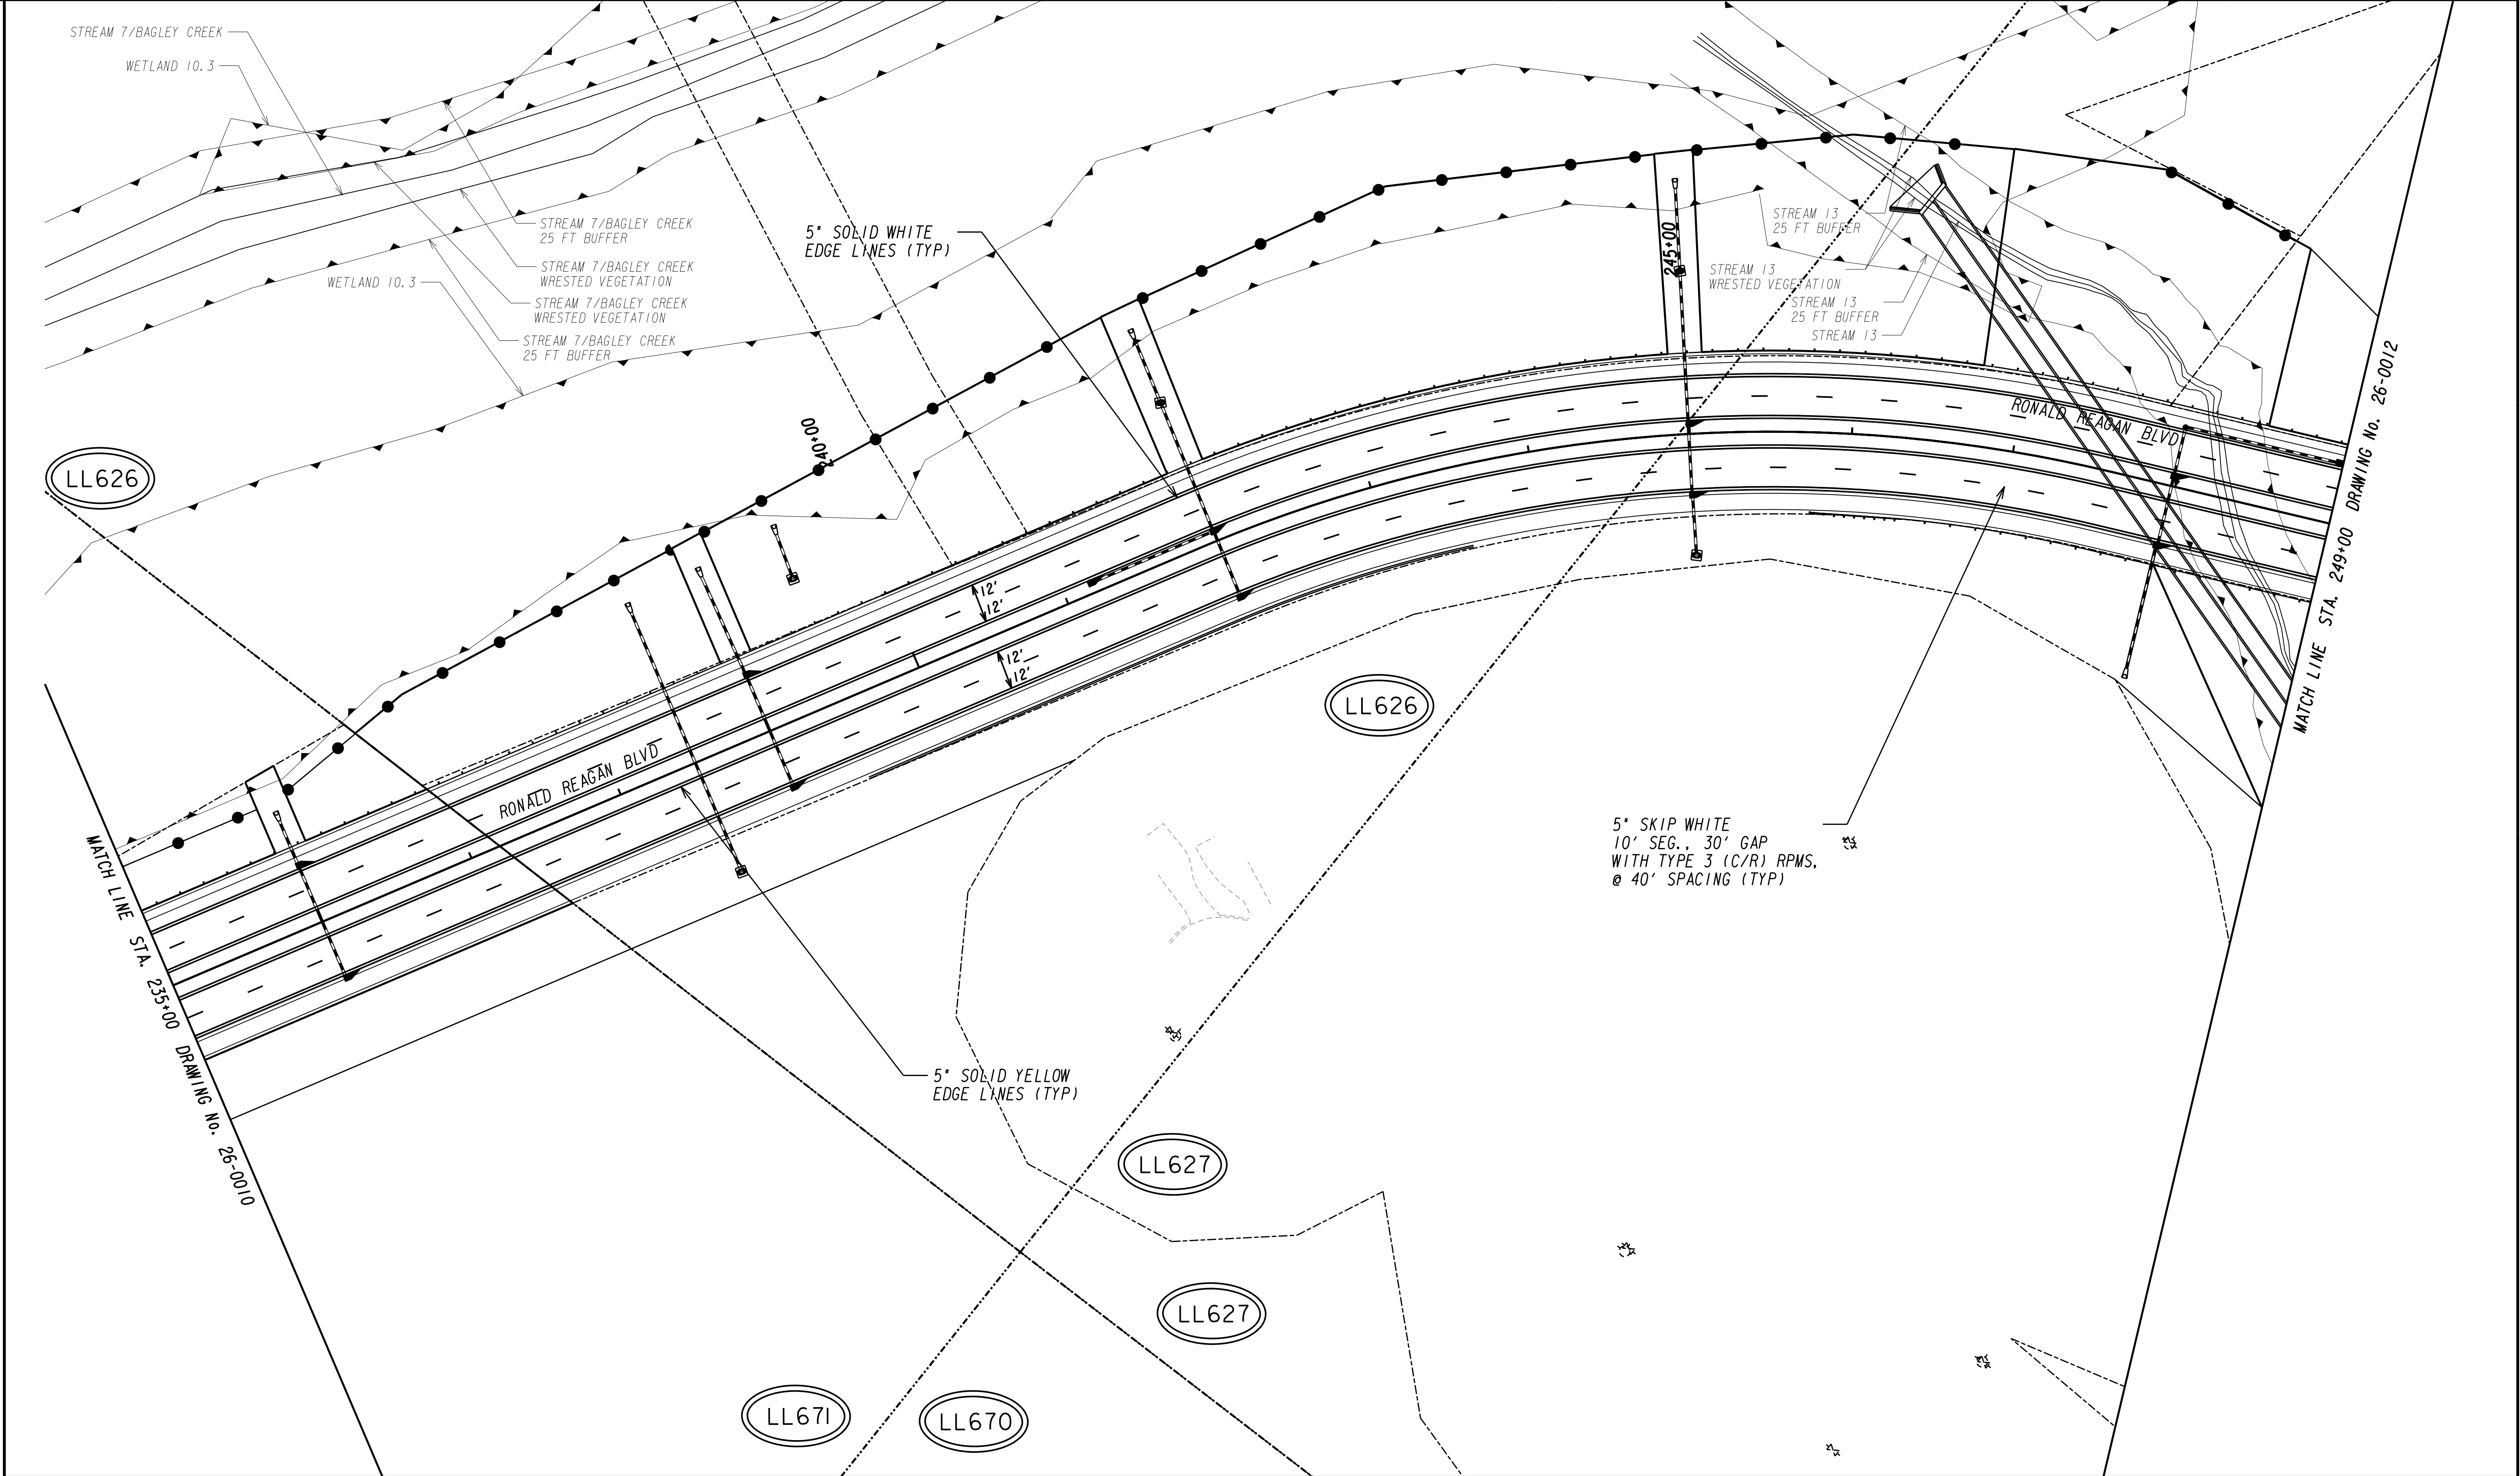 STREAM 7/BAGLEY CREEK
WETLAND 10.3
STREAM 7/BAGLEY CREEK
25 FT BUFFER
STREAM 7/BAGLEY CREEK
WRESTED VEGETATION
WETLAND 10.3
STREAM 7/BAGLEY CREEK
WRESTED VEGETATION
STREAM 7/BAGLEY CREEK
25 FT BUFFER
5" SOLID WHITE
EDGE LINES (TYP)
245+00
STREAM 13
25 FT BUFFER
STREAM 13
WRESTED VEGETATION
STREAM 13
25 FT BUFFER
STREAM 13
RONALD REAGAN BLVD
MATCH LINE STA. 249+00 DRAWING No. 26-0012
LL626
240+00
12'
12'
12'
12'
LL626
RONALD REAGAN BLVD
MATCH LINE STA. 235+00 DRAWING No. 26-0010
5" SKIP WHITE
10' SEG., 30' GAP
WITH TYPE 3 (C/R) RPMS,
@ 40' SPACING (TYP)
5" SOLID YELLOW
EDGE LINES (TYP)
LL627
LL627
LL671
LL670